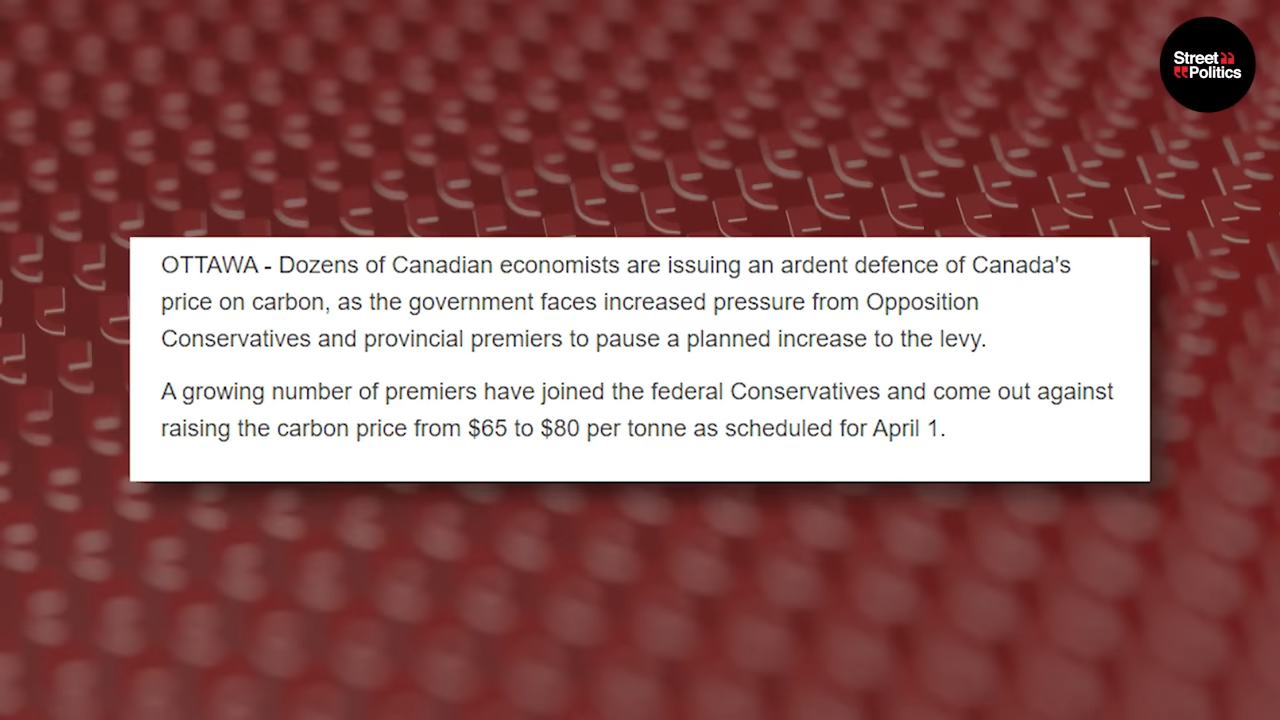 Street
Politics
OTTAWA - Dozens of Canadian economists are issuing an ardent defence of Canada's
price on carbon, as the government faces increased pressure from Opposition
Conservatives and provincial premiers to pause a planned increase to the levy.
A growing number of premiers have joined the federal Conservatives and come out against
raising the carbon price from $65 to $80 per tonne as scheduled for April 1.